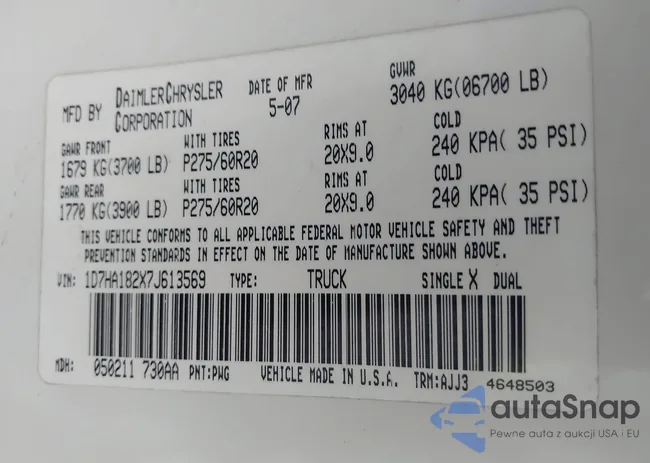 MFD BY DAIMLERCHRYSLER CORPORATION DATE OF MFR 5-07 GVWR 3040 KG(06700 LB)
GAWR FRONT WITH TIRES RIMS AT COLD
1679 KG(3700 LB) P275/60R20 20X9.0 240 KPA( 35 PSI)
GAWR REAR WITH TIRES RIMS AT COLD
1770 KG(3900 LB) P275/60R20 20X9.0 240 KPA( 35 PSI)
THIS VEHICLE CONFORMS TO ALL APPLICABLE FEDERAL MOTOR VEHICLE SAFETY AND THEFT
PREVENTION STANDARDS IN EFFECT ON THE DATE OF MANUFACTURE SHOWN ABOVE.
VIN: 1D7HA182X7J613569 TYPE: TRUCK SINGLE X DUAL
MDH: 050211 730AA PNT:PWG VEHICLE MADE IN U.S.A. TRM:AJJ3 4648503
autaSnap
Pewne auta z aukcji USA · EU